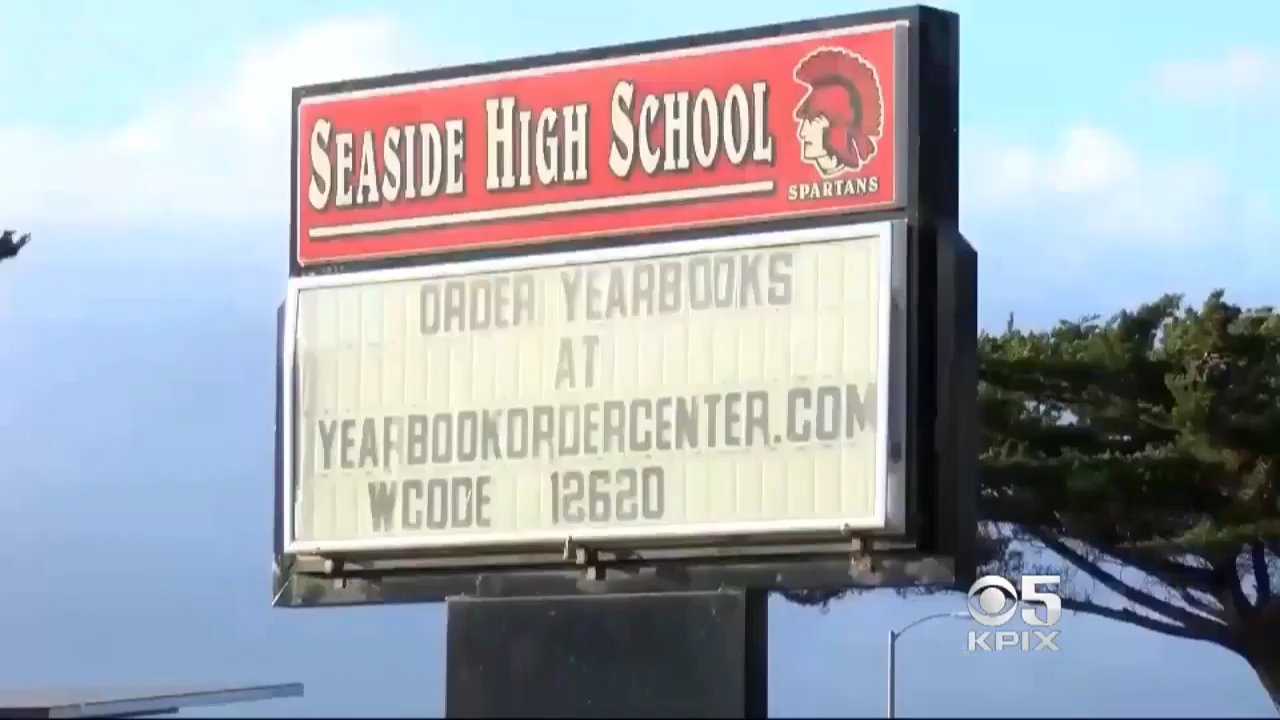 SEASIDE HIGH SCHOOL
SPARTANS
ORDER YEARBOOKS
AT
YEARBOOKORDERCENTER.COM
WCODE 12620
5
KPIX